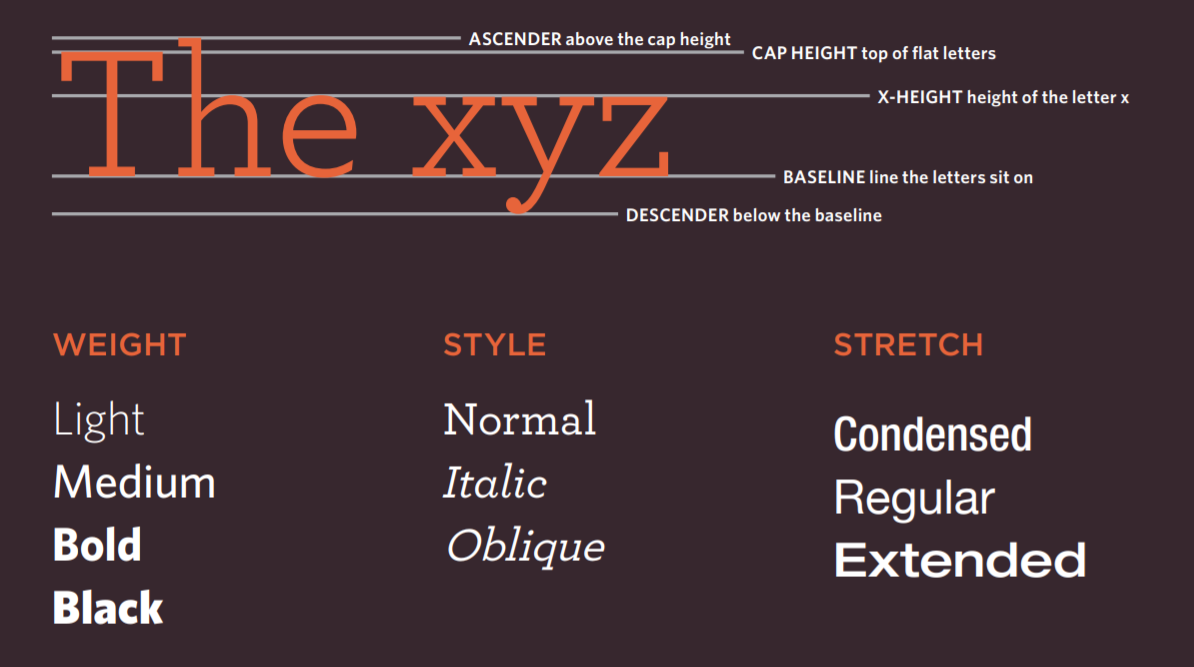 The xyz
ASCENDER above the cap height
CAP HEIGHT top of flat letters
X-HEIGHT height of the letter x
BASELINE line the letters sit on
DESCENDER below the baseline
WEIGHT
Light
Medium
Bold
Black
STYLE
Normal
Italic
Oblique
STRETCH
Condensed
Regular
Extended